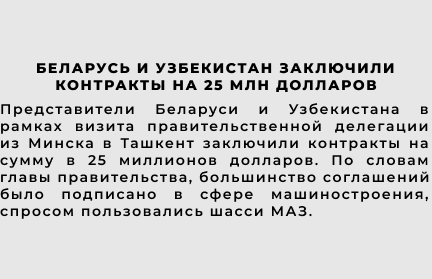 БЕЛАРУСЬ И УЗБЕКИСТАН ЗАКЛЮЧИЛИ
КОНТРАКТЫ НА 25 МЛН ДОЛЛАРОВ
Представители Беларуси и Узбекистана в
рамках визита правительственной делегации
из Минска в Ташкент заключили контракты на
сумму в 25 миллионов долларов. По словам
главы правительства, большинство соглашений
было подписано в сфере машиностроения,
спросом пользовались шасси МАЗ.